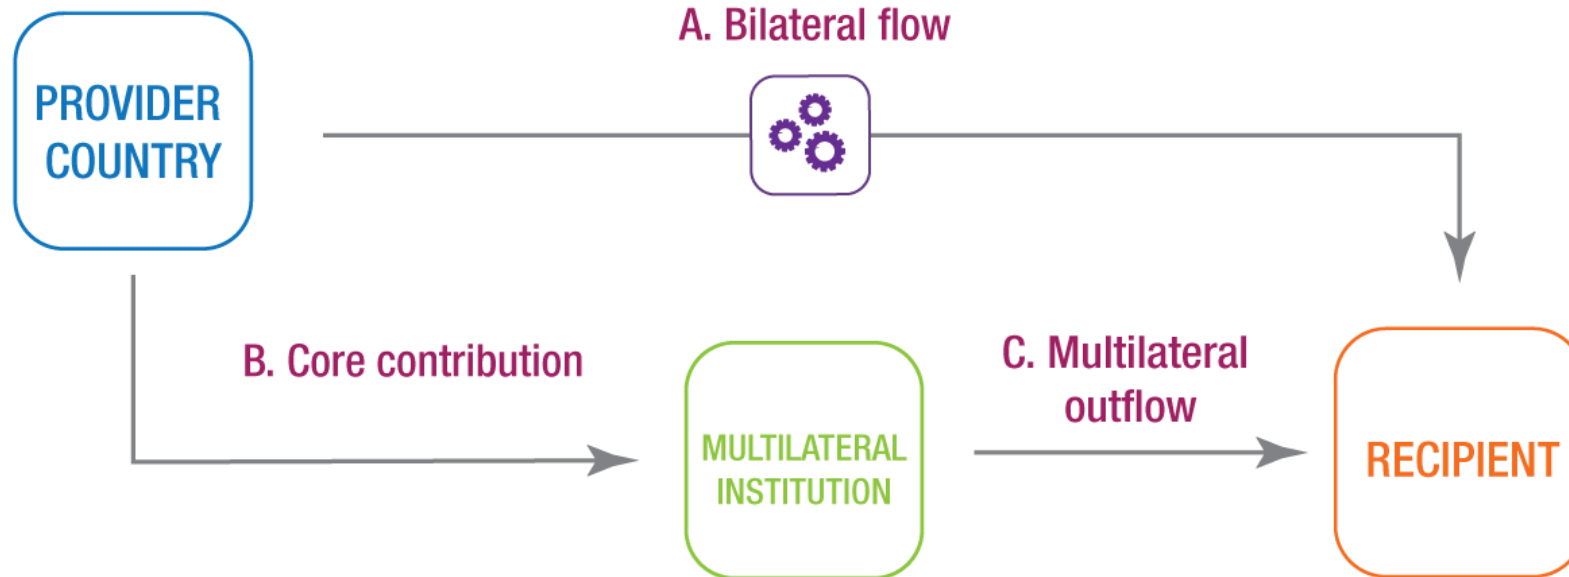 A. Bilateral flow
PROVIDER
COUNTRY
B. Core contribution
C. Multilateral
outflow
MULTILATERAL
INSTITUTION
RECIPIENT